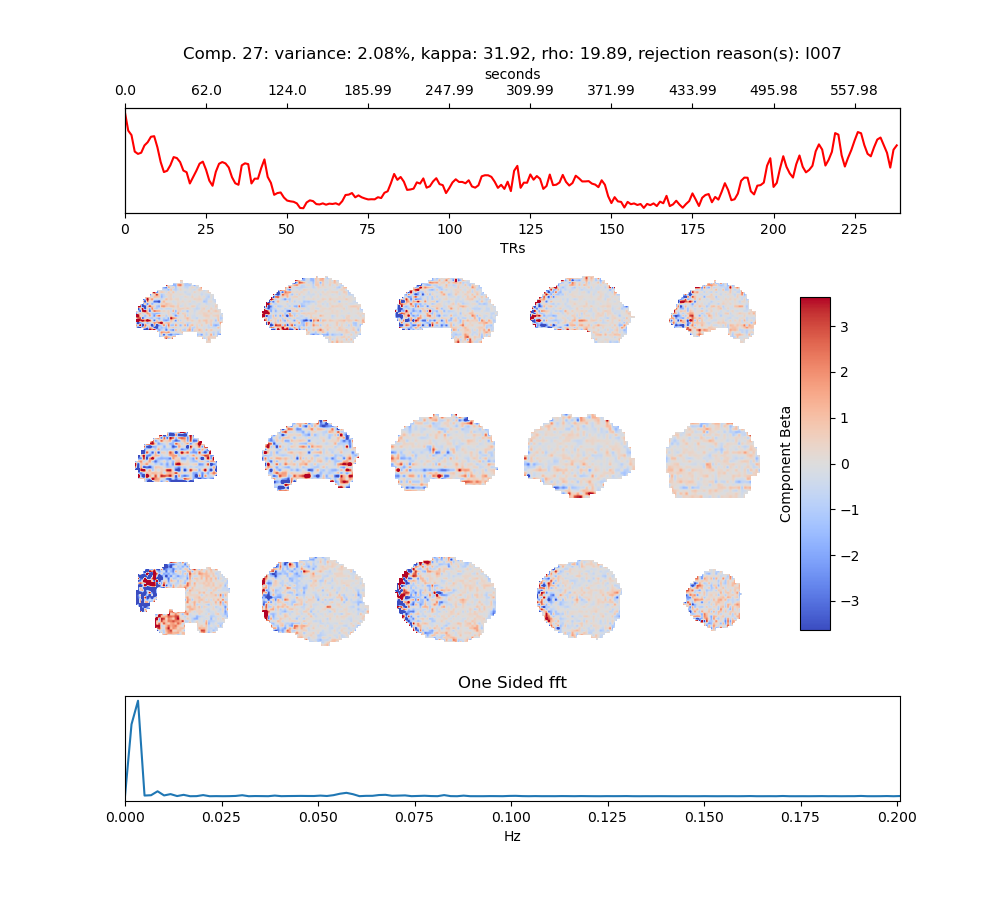 Comp. 27: variance: 2.08%, kappa: 31.92, rho: 19.89, rejection reason(s): I007
seconds
0.0 62.0 124.0 185.99 247.99 309.99 371.99 433.99 495.98 557.98
0 25 50 75 100 125 150 175 200 225
TRs
3
2
1
0
−1
−2
−3
Component Beta
One Sided fft
0.000 0.025 0.050 0.075 0.100 0.125 0.150 0.175 0.200
Hz